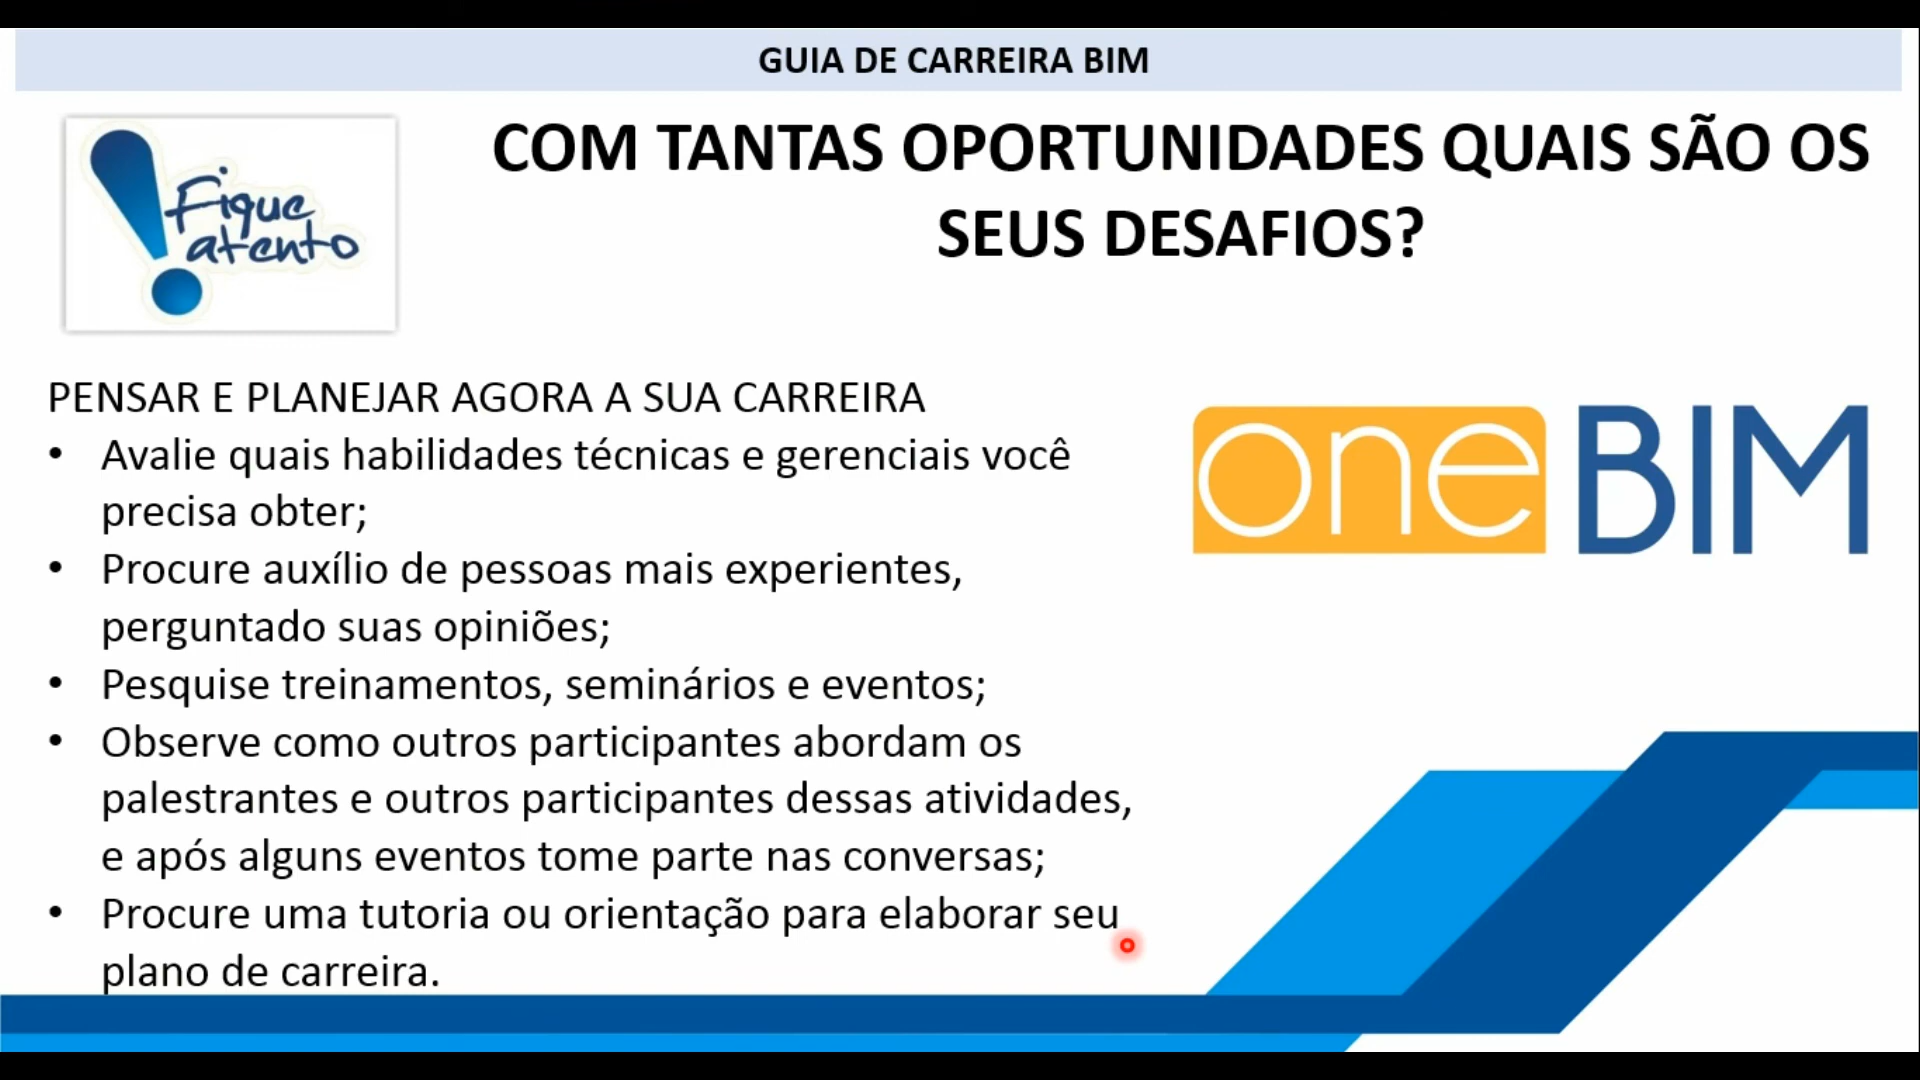 GUIA DE CARREIRA BIM
Fique
atento
COM TANTAS OPORTUNIDADES QUAIS SÃO OS
SEUS DESAFIOS?
PENSAR E PLANEJAR AGORA A SUA CARREIRA
• Avalie quais habilidades técnicas e gerenciais você
precisa obter;
• Procure auxílio de pessoas mais experientes,
perguntado suas opiniões;
• Pesquise treinamentos, seminários e eventos;
• Observe como outros participantes abordam os
palestrantes e outros participantes dessas atividades,
e após alguns eventos tome parte nas conversas;
• Procure uma tutoria ou orientação para elaborar seu
plano de carreira.
one BIM